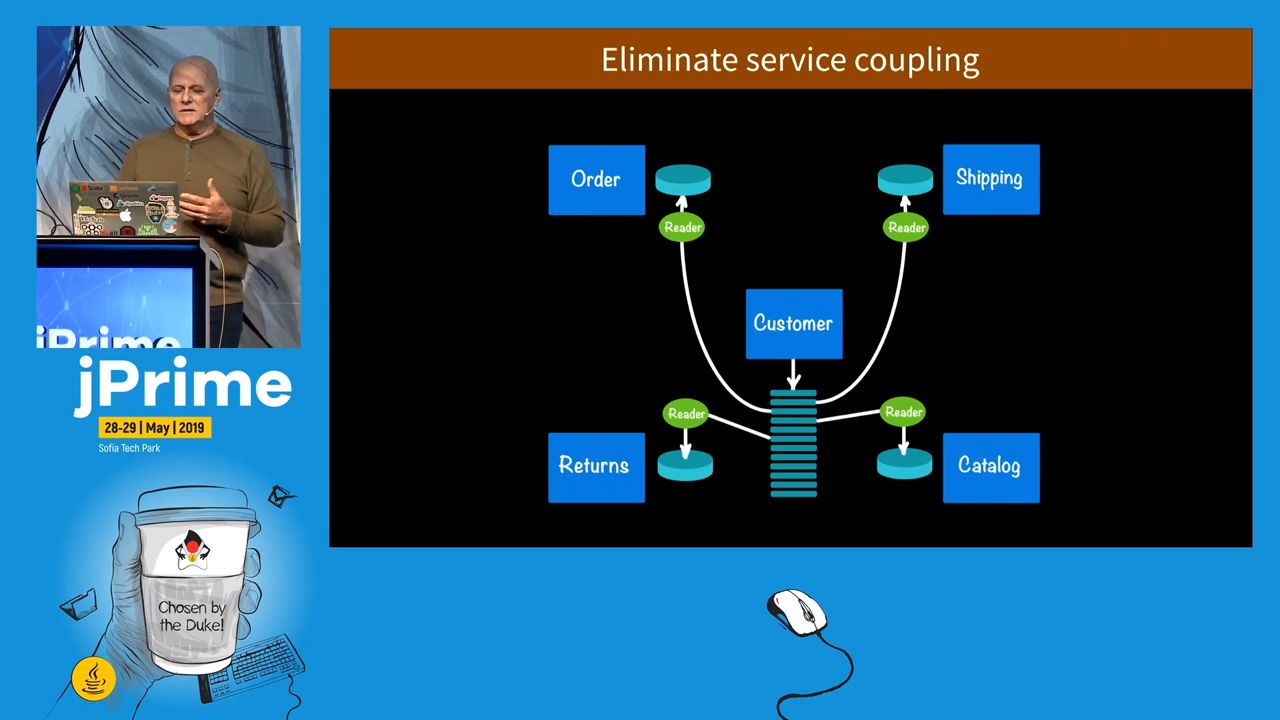 Eliminate service coupling
Order
Shipping
Reader
Reader
Customer
Reader
Reader
Returns
Catalog
jPrime
jPrime
28-29 | May | 2019
Sofia Tech Park
Chosen by
the Duke!